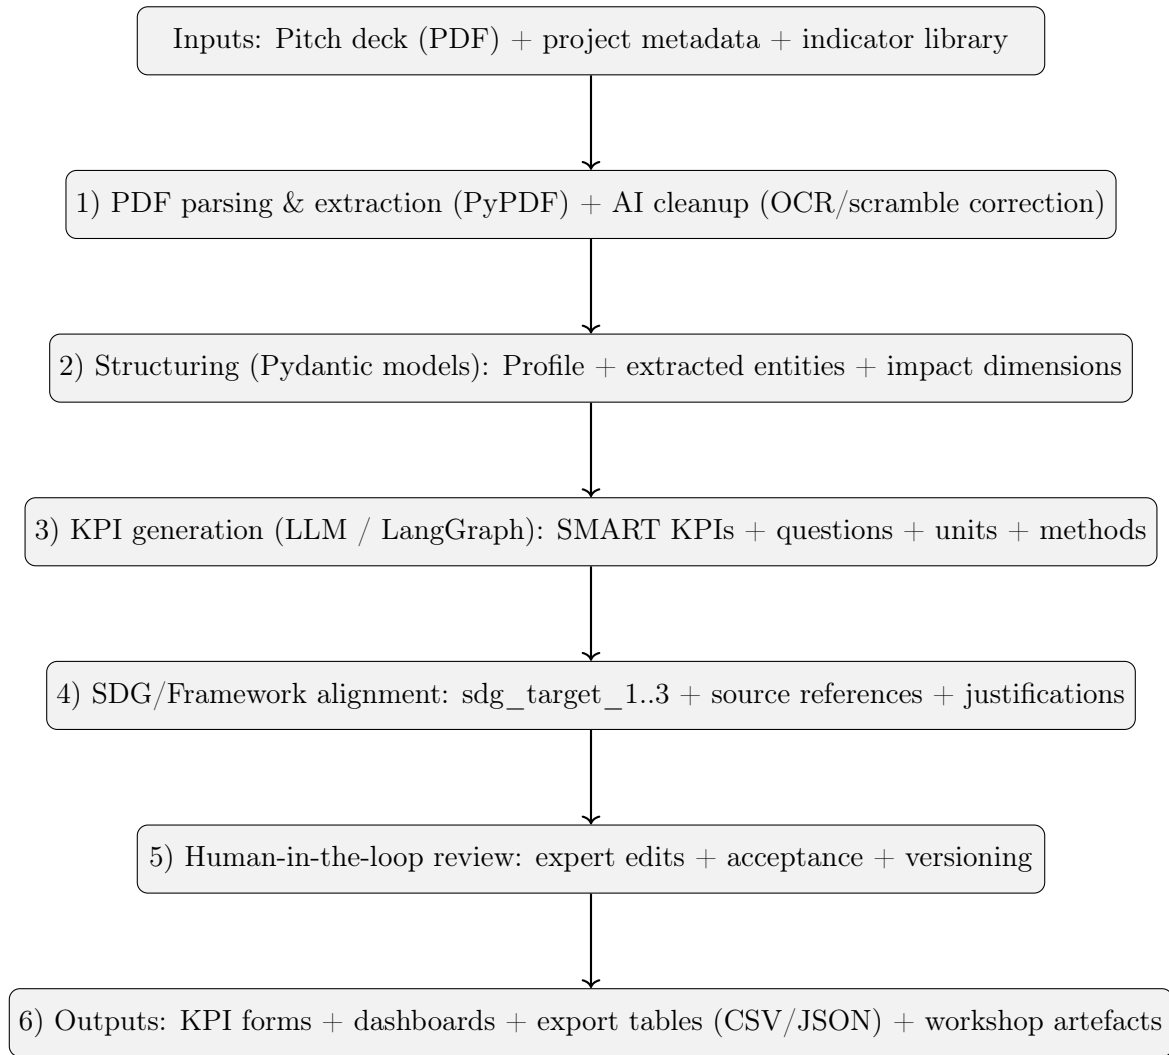 Inputs: Pitch deck (PDF) + project metadata + indicator library
1) PDF parsing & extraction (PyPDF) + AI cleanup (OCR/scramble correction)
2) Structuring (Pydantic models): Profile + extracted entities + impact dimensions
3) KPI generation (LLM / LangGraph): SMART KPIs + questions + units + methods
4) SDG/Framework alignment: sdg_target_1..3 + source references + justifications
5) Human-in-the-loop review: expert edits + acceptance + versioning
6) Outputs: KPI forms + dashboards + export tables (CSV/JSON) + workshop artefacts